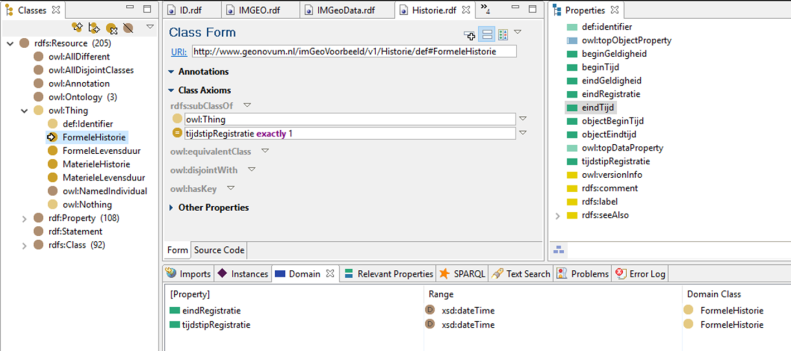 Classes
rdfs:Resource (205)
owl:AllDifferent
owl:AllDisjointClasses
owl:Annotation
owl:Ontology (3)
owl:Thing
def:Identifier
FormeleHistorie
FormeleLevensduur
MaterieleHistorie
MaterieleLevensduur
owl:NamedIndividual
owl:Nothing
rdf:Property (108)
rdf:Statement
rdfs:Class (92)
ID.rdf
IMGEO.rdf
IMGeoData.rdf
Historie.rdf
»4
Class Form
URI:
http://www.geonovum.nl/imGeoVoorbeeld/v1/Historie/def#FormeleHistorie
Annotations
Class Axioms
rdfs:subClassOf
owl:Thing
tijdstipRegistratie exactly 1
owl:equivalentClass
owl:disjointWith
owl:hasKey
Other Properties
Form
Source Code
Properties
def:identifier
owl:topObjectProperty
beginGeldigheid
beginTijd
eindGeldigheid
eindRegistratie
eindTijd
objectBeginTijd
objectEindtijd
owl:topDataProperty
tijdstipRegistratie
owl:versionInfo
rdfs:comment
rdfs:label
rdfs:seeAlso
Imports
Instances
Domain
Relevant Properties
SPARQL
Text Search
Problems
Error Log
[Property]
Range
Domain Class
eindRegistratie
D xsd:dateTime
FormeleHistorie
tijdstipRegistratie
D xsd:dateTime
FormeleHistorie